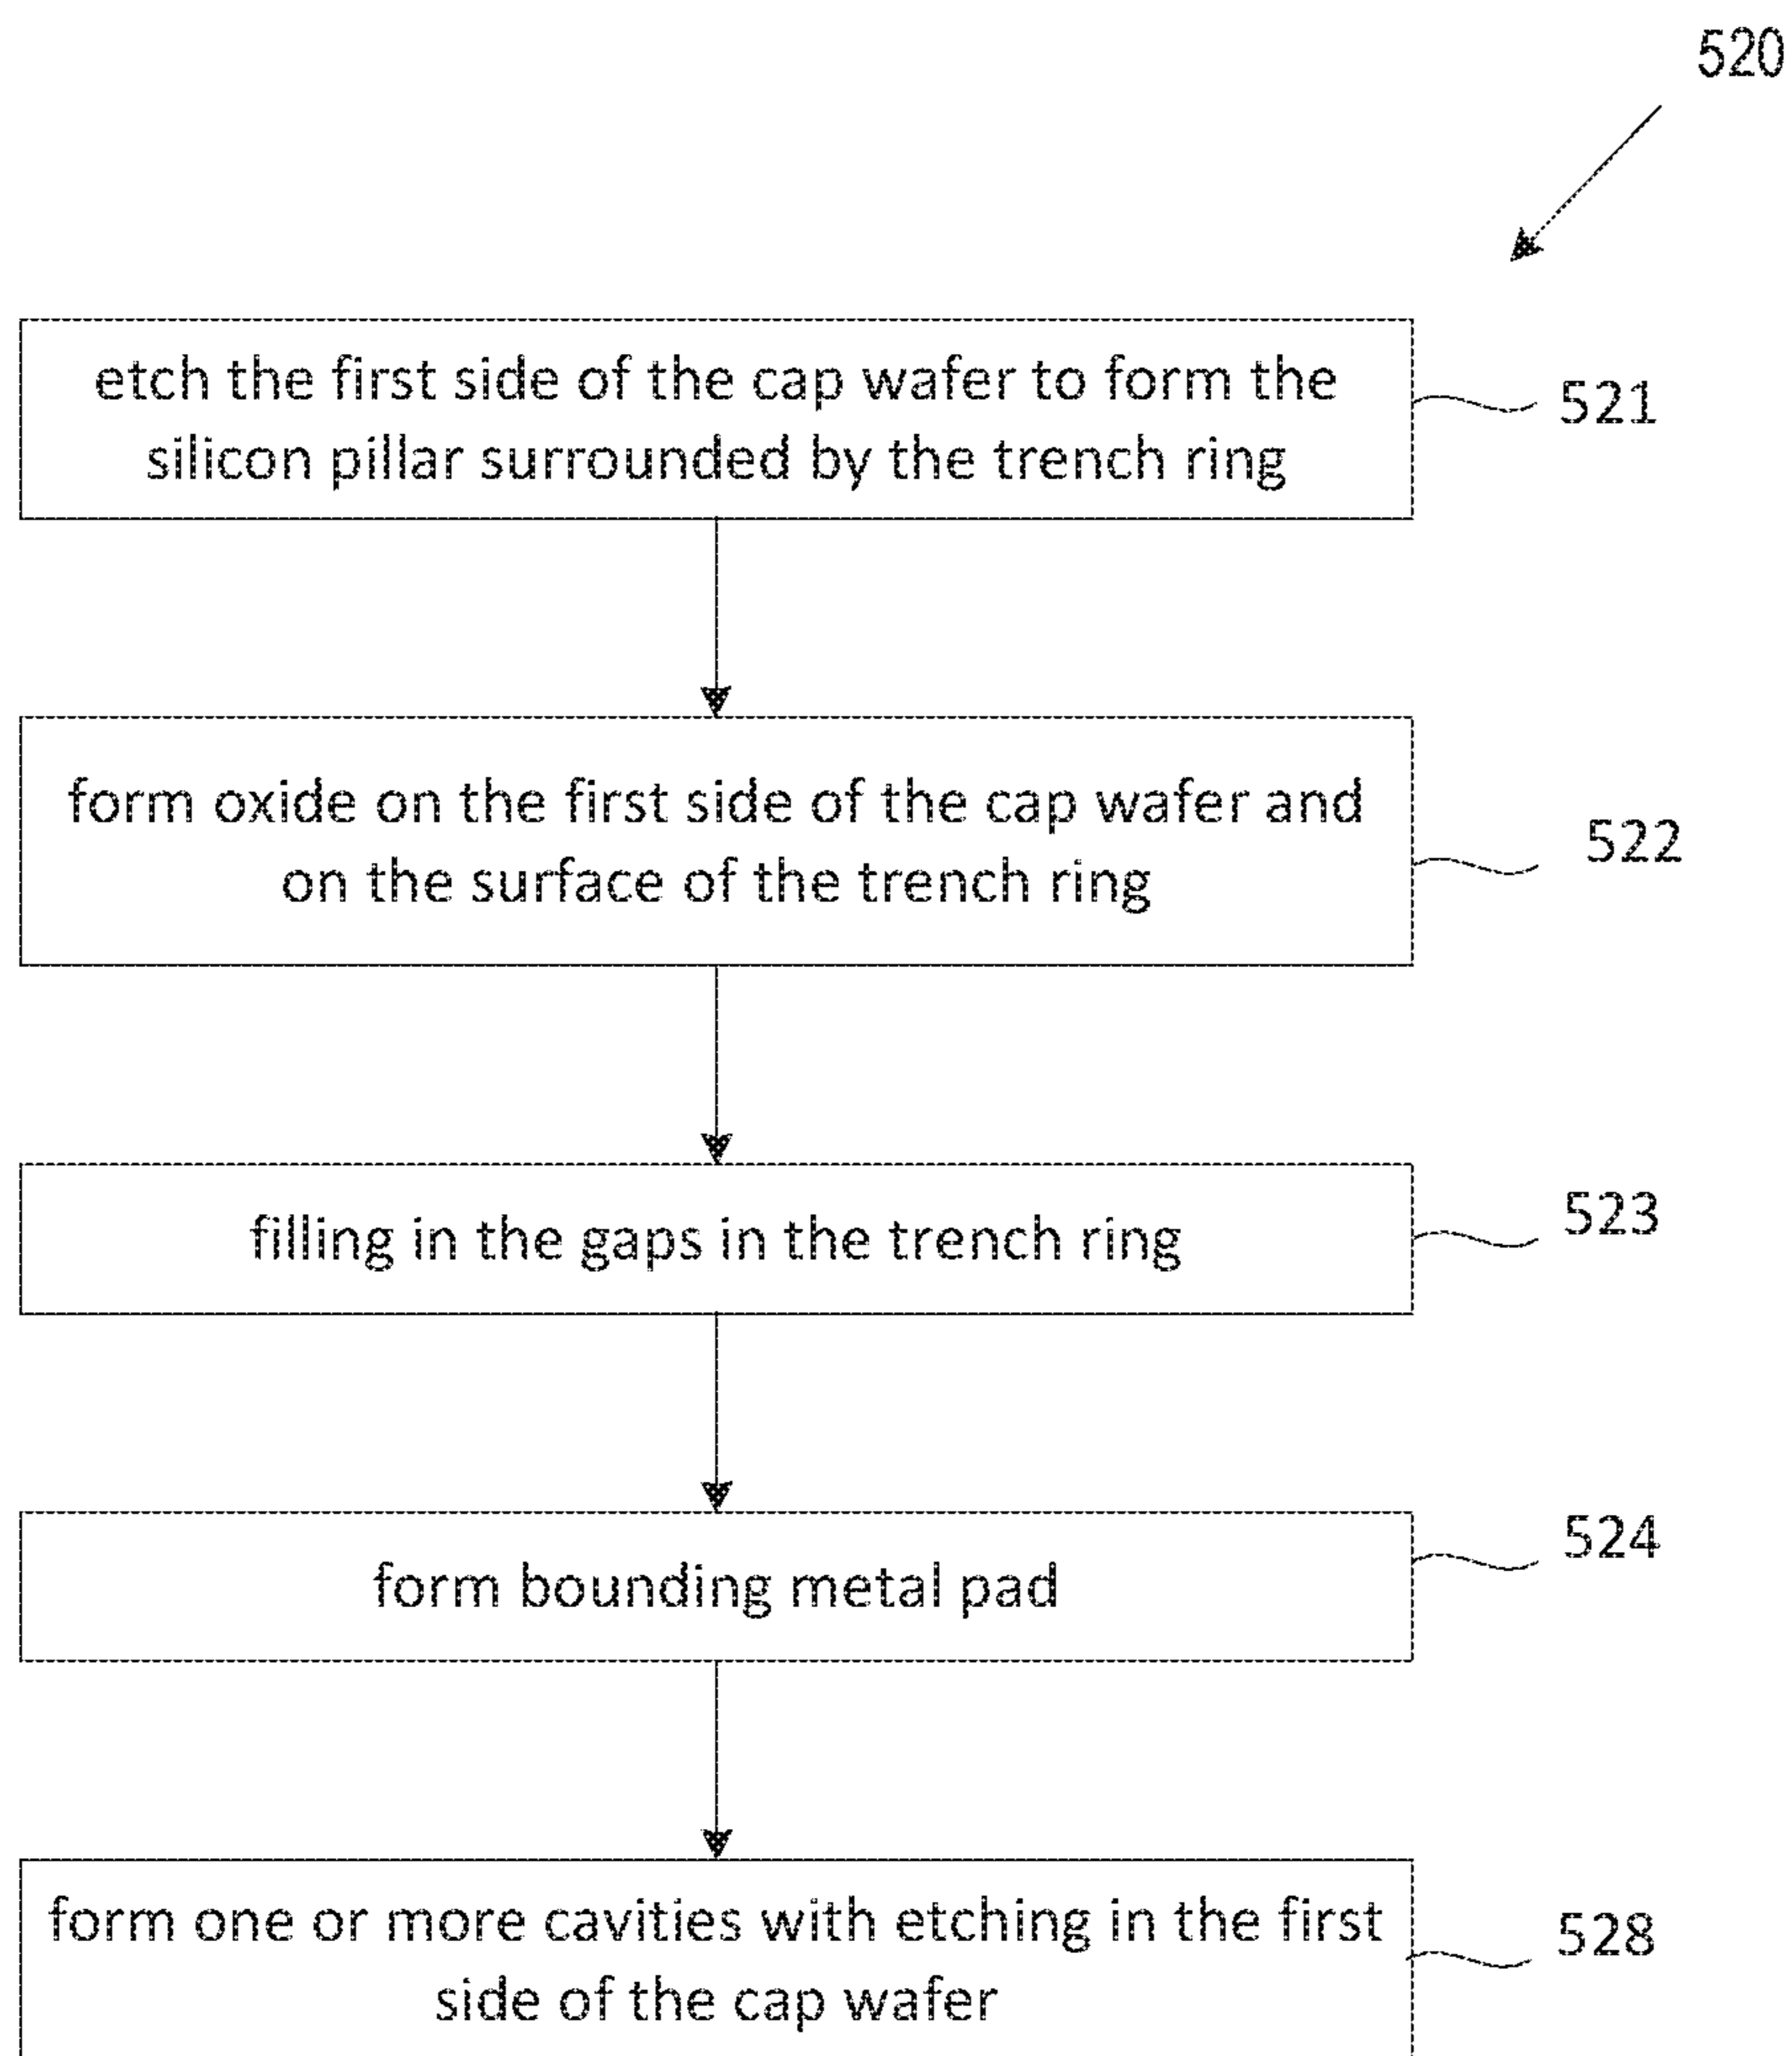 520
etch the first side of the cap wafer to form the
silicon pillar surrounded by the trench ring
521
form oxide on the first side of the cap wafer and
on the surface of the trench ring
522
filling in the gaps in the trench ring
523
form bounding metal pad
524
form one or more cavities with etching in the first
side of the cap wafer
528